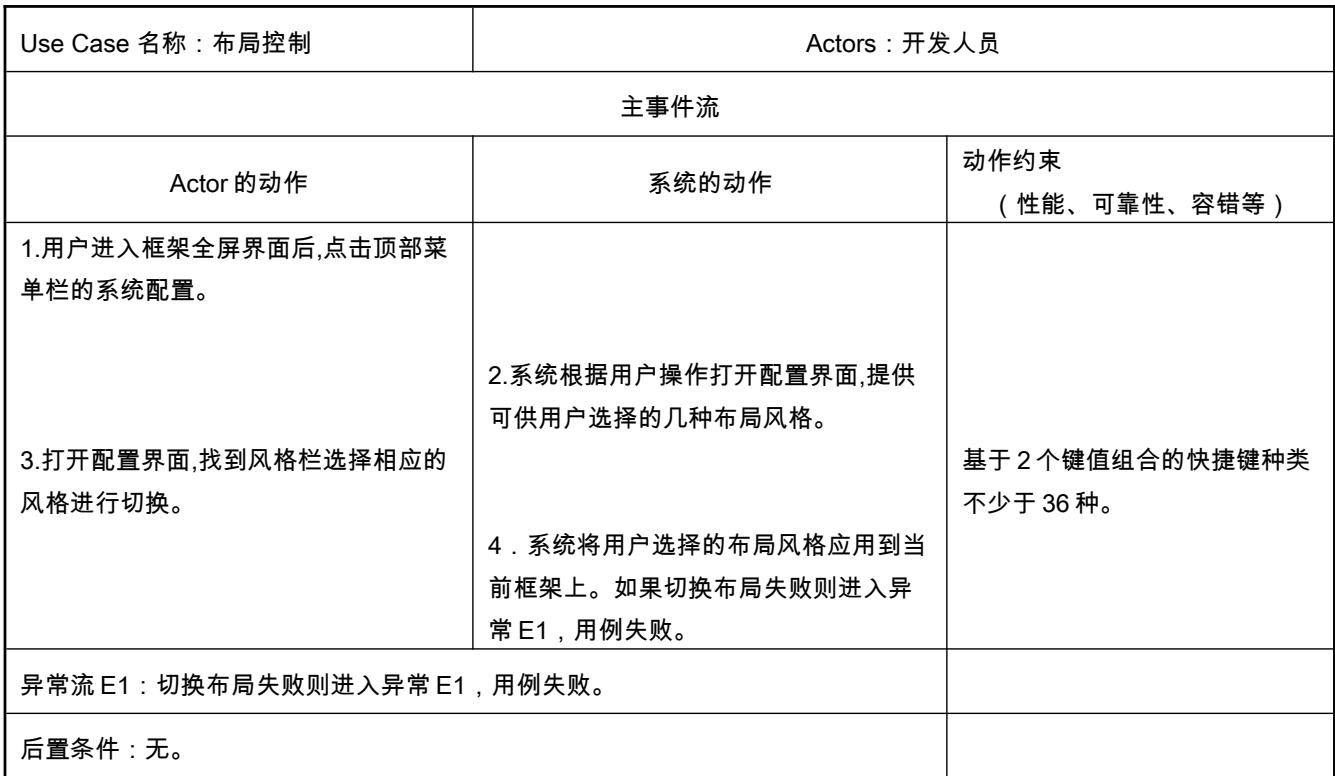 Use Case 名称：布局控制
Actors：开发人员
主事件流
Actor 的动作
系统的动作
动作约束
（性能、可靠性、容错等）
1.用户进入框架全屏界面后,点击顶部菜
单栏的系统配置。
2.系统根据用户操作打开配置界面,提供
可供用户选择的几种布局风格。
3.打开配置界面,找到风格栏选择相应的
风格进行切换。
基于 2 个键值组合的快捷键种类
不少于 36 种。
4．系统将用户选择的布局风格应用到当
前框架上。如果切换布局失败则进入异
常 E1，用例失败。
异常流 E1：切换布局失败则进入异常 E1，用例失败。
后置条件：无。